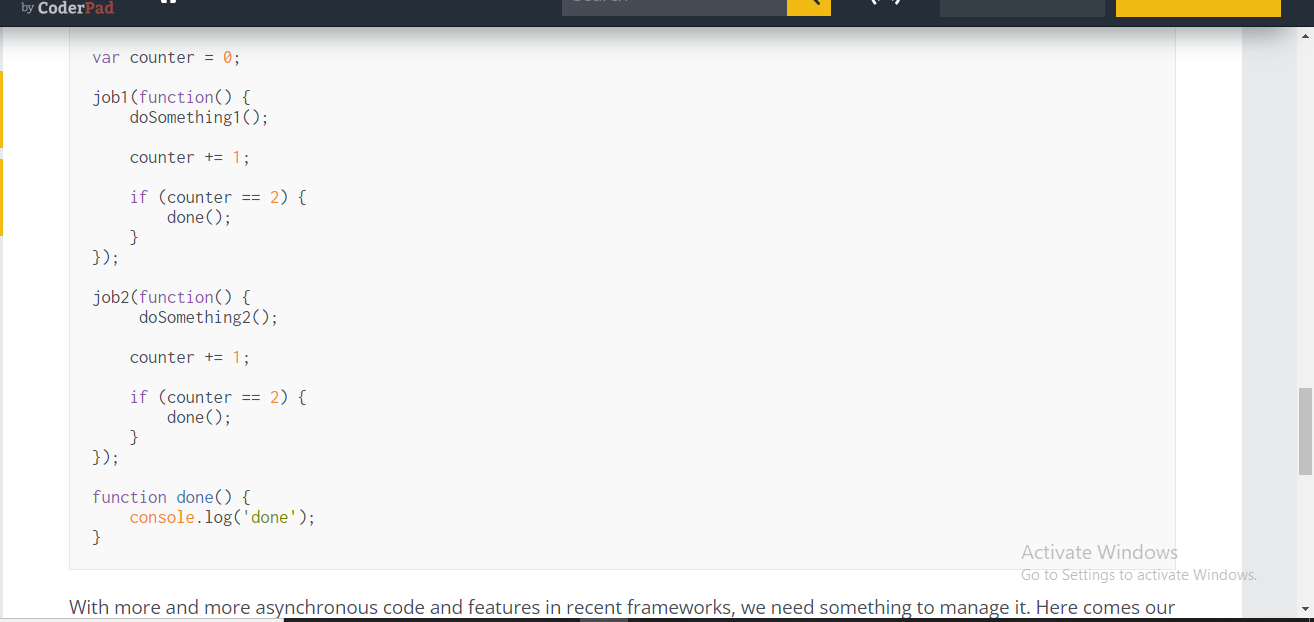 by CoderPad
var counter = 0;
job1(function() {
doSomething1();
counter += 1;
if (counter == 2) {
done();
}
});
job2(function() {
doSomething2();
counter += 1;
if (counter == 2) {
done();
}
});
function done() {
console.log('done');
}
Activate Windows
Go to Settings to activate Windows.
With more and more asynchronous code and features in recent frameworks, we need something to manage it. Here comes our